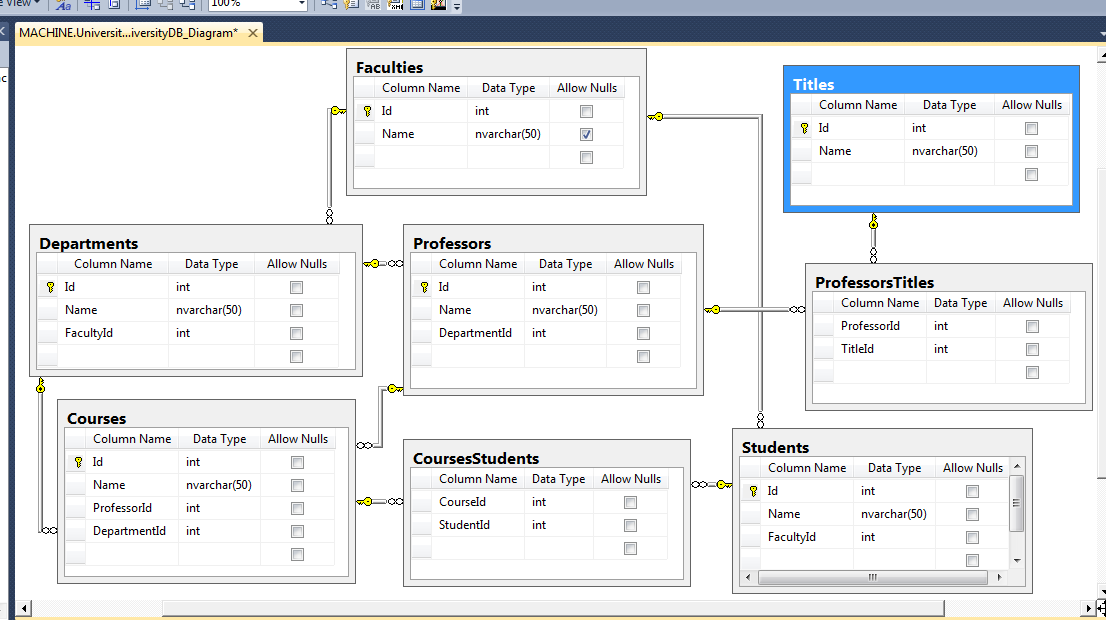 View
100%
MACHINE.Universit...iversityDB_Diagram*
Faculties
Column Name Data Type Allow Nulls
Id int
Name nvarchar(50)
Titles
Column Name Data Type Allow Nulls
Id int
Name nvarchar(50)
Departments
Column Name Data Type Allow Nulls
Id int
Name nvarchar(50)
FacultyId int
Professors
Column Name Data Type Allow Nulls
Id int
Name nvarchar(50)
DepartmentId int
ProfessorsTitles
Column Name Data Type Allow Nulls
ProfessorId int
TitleId int
Courses
Column Name Data Type Allow Nulls
Id int
Name nvarchar(50)
ProfessorId int
DepartmentId int
CoursesStudents
Column Name Data Type Allow Nulls
CourseId int
StudentId int
Students
Column Name Data Type Allow Nulls
Id int
Name nvarchar(50)
FacultyId int